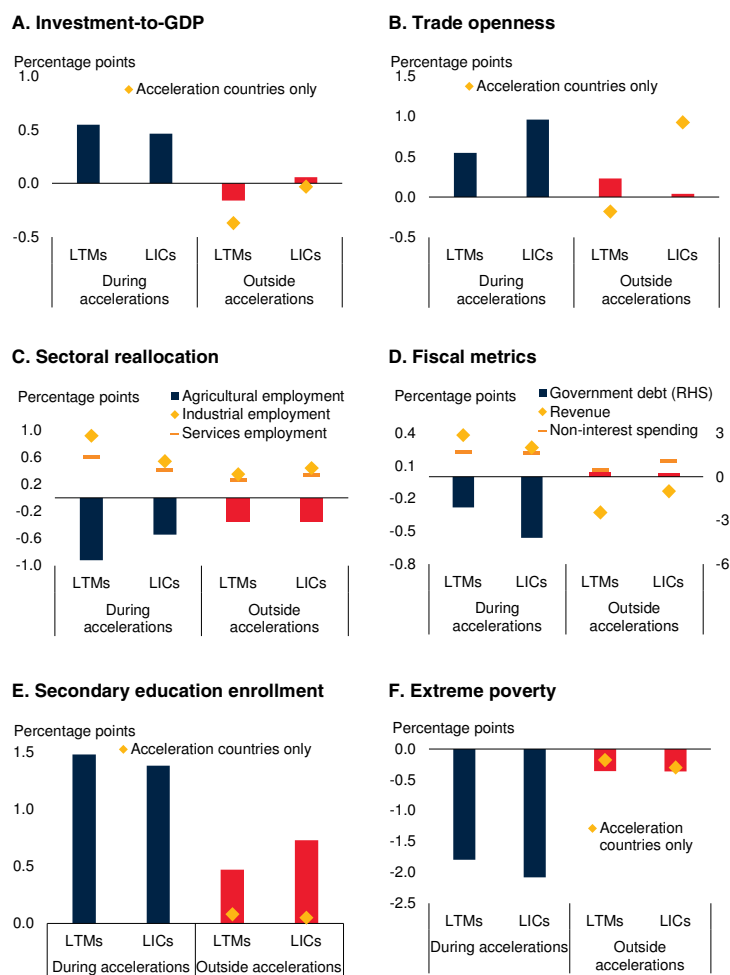 A. Investment-to-GDP
Percentage points
1.0
0.5
0.0
-0.5
Acceleration countries only
LTMs LICs LTMs LICs
During accelerations
Outside accelerations
B. Trade openness
Percentage points
1.5
1.0
0.5
0.0
-0.5
Acceleration countries only
LTMs LICs LTMs LICs
During accelerations
Outside accelerations
C. Sectoral reallocation
Percentage points
1.0
0.6
0.2
-0.2
-0.6
-1.0
Agricultural employment
Industrial employment
Services employment
LTMs LICs LTMs LICs
During
accelerations
Outside
accelerations
D. Fiscal metrics
Percentage points
0.4
0.1
-0.2
-0.5
-0.8
Government debt (RHS)
Revenue
Non-interest spending
3
0
-3
-6
LTMs LICs LTMs LICs
During
accelerations
Outside
accelerations
E. Secondary education enrollment
Percentage points
1.5
1.0
0.5
0.0
Acceleration countries only
LTMs LICs LTMs LICs
During accelerations
Outside accelerations
F. Extreme poverty
Percentage points
0.0
-0.5
-1.0
-1.5
-2.0
-2.5
Acceleration
countries only
LTMs LICs LTMs LICs
During accelerations
Outside
accelerations